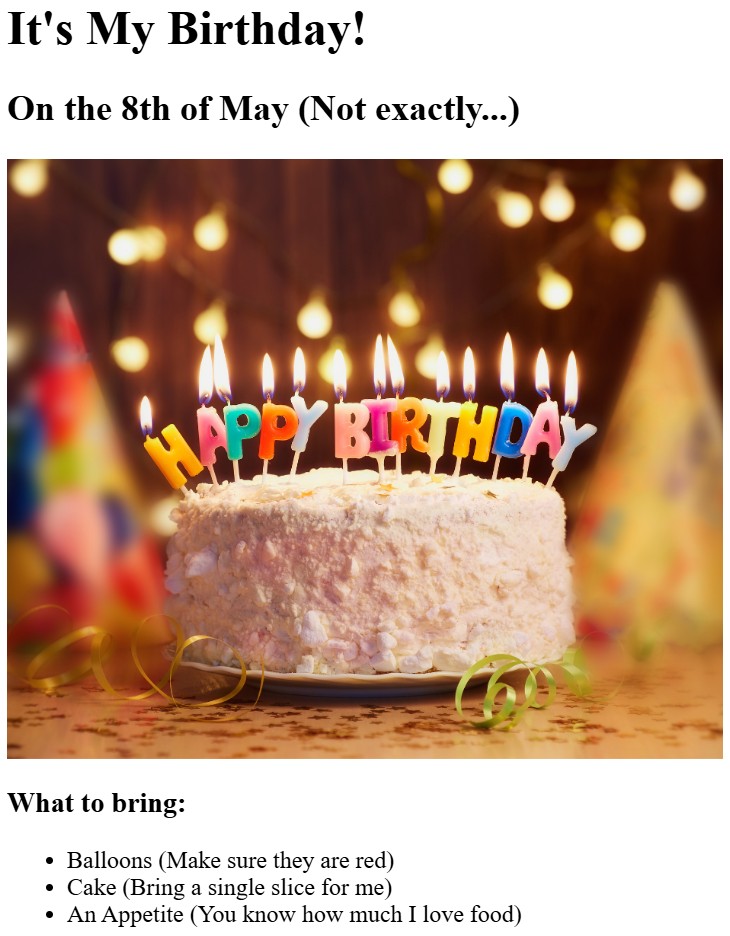 It's My Birthday!
On the 8th of May (Not exactly...)
HAPPY BIRTHDAY
What to bring:
Balloons (Make sure they are red)
Cake (Bring a single slice for me)
An Appetite (You know how much I love food)